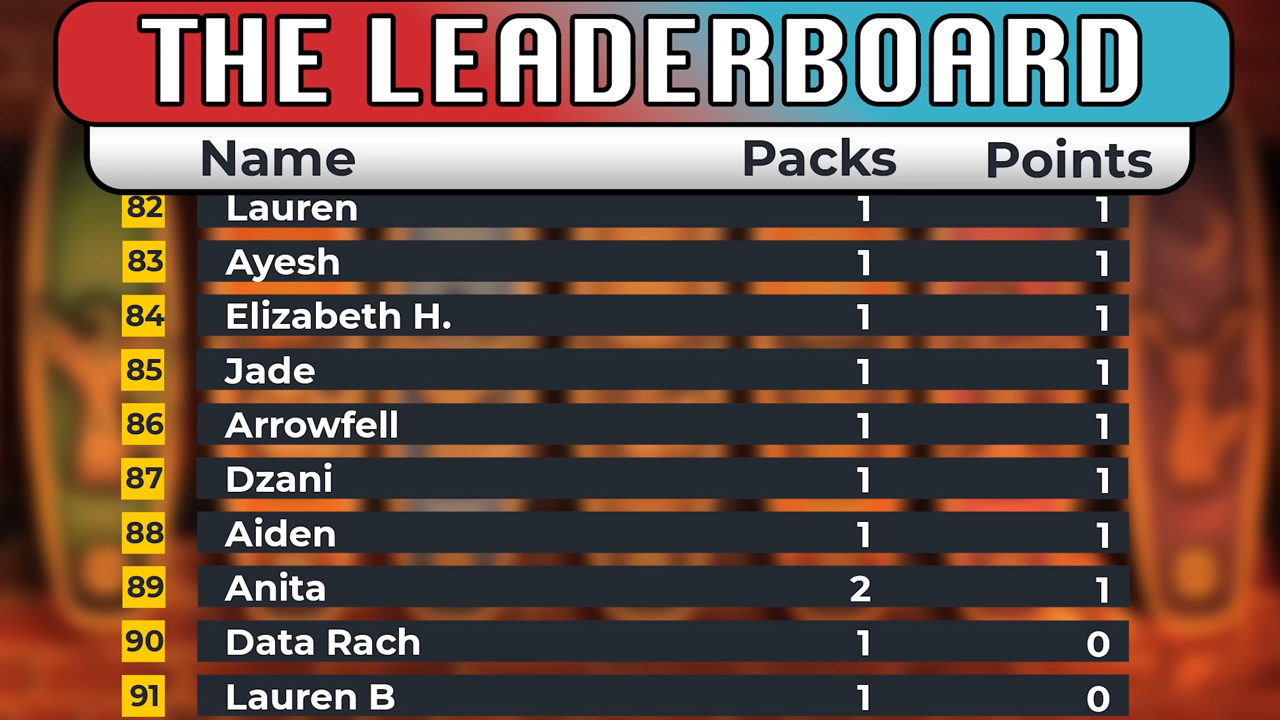 THE LEADERBOARD
Name Packs Points
82 Lauren 1 1
83 Ayesh 1 1
84 Elizabeth H. 1 1
85 Jade 1 1
86 Arrowfell 1 1
87 Dzani 1 1
88 Aiden 1 1
89 Anita 2 1
90 Data Rach 1 0
91 Lauren B 1 0